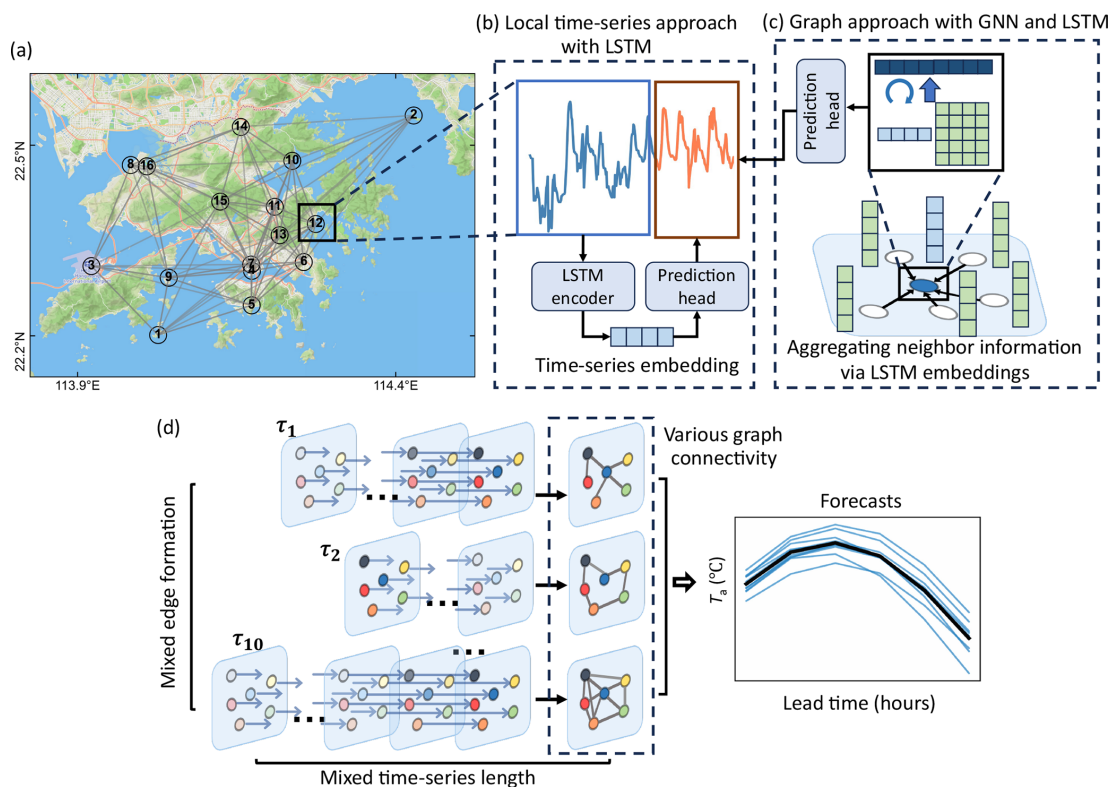 (a)
(b) Local time-series approach
with LSTM
(c) Graph approach with GNN and LSTM
22.5°N
22.2°N
113.9°E
114.4°E
2
14
8
16
10
15
11
12
13
3
7
4
6
9
5
1
LSTM
encoder
Prediction
head
Time-series embedding
Prediction
head
Aggregating neighbor information
via LSTM embeddings
(d)
Mixed edge formation
τ1
τ2
τ10
Various graph
connectivity
Mixed time-series length
Forecasts
Ta (°C)
Lead time (hours)